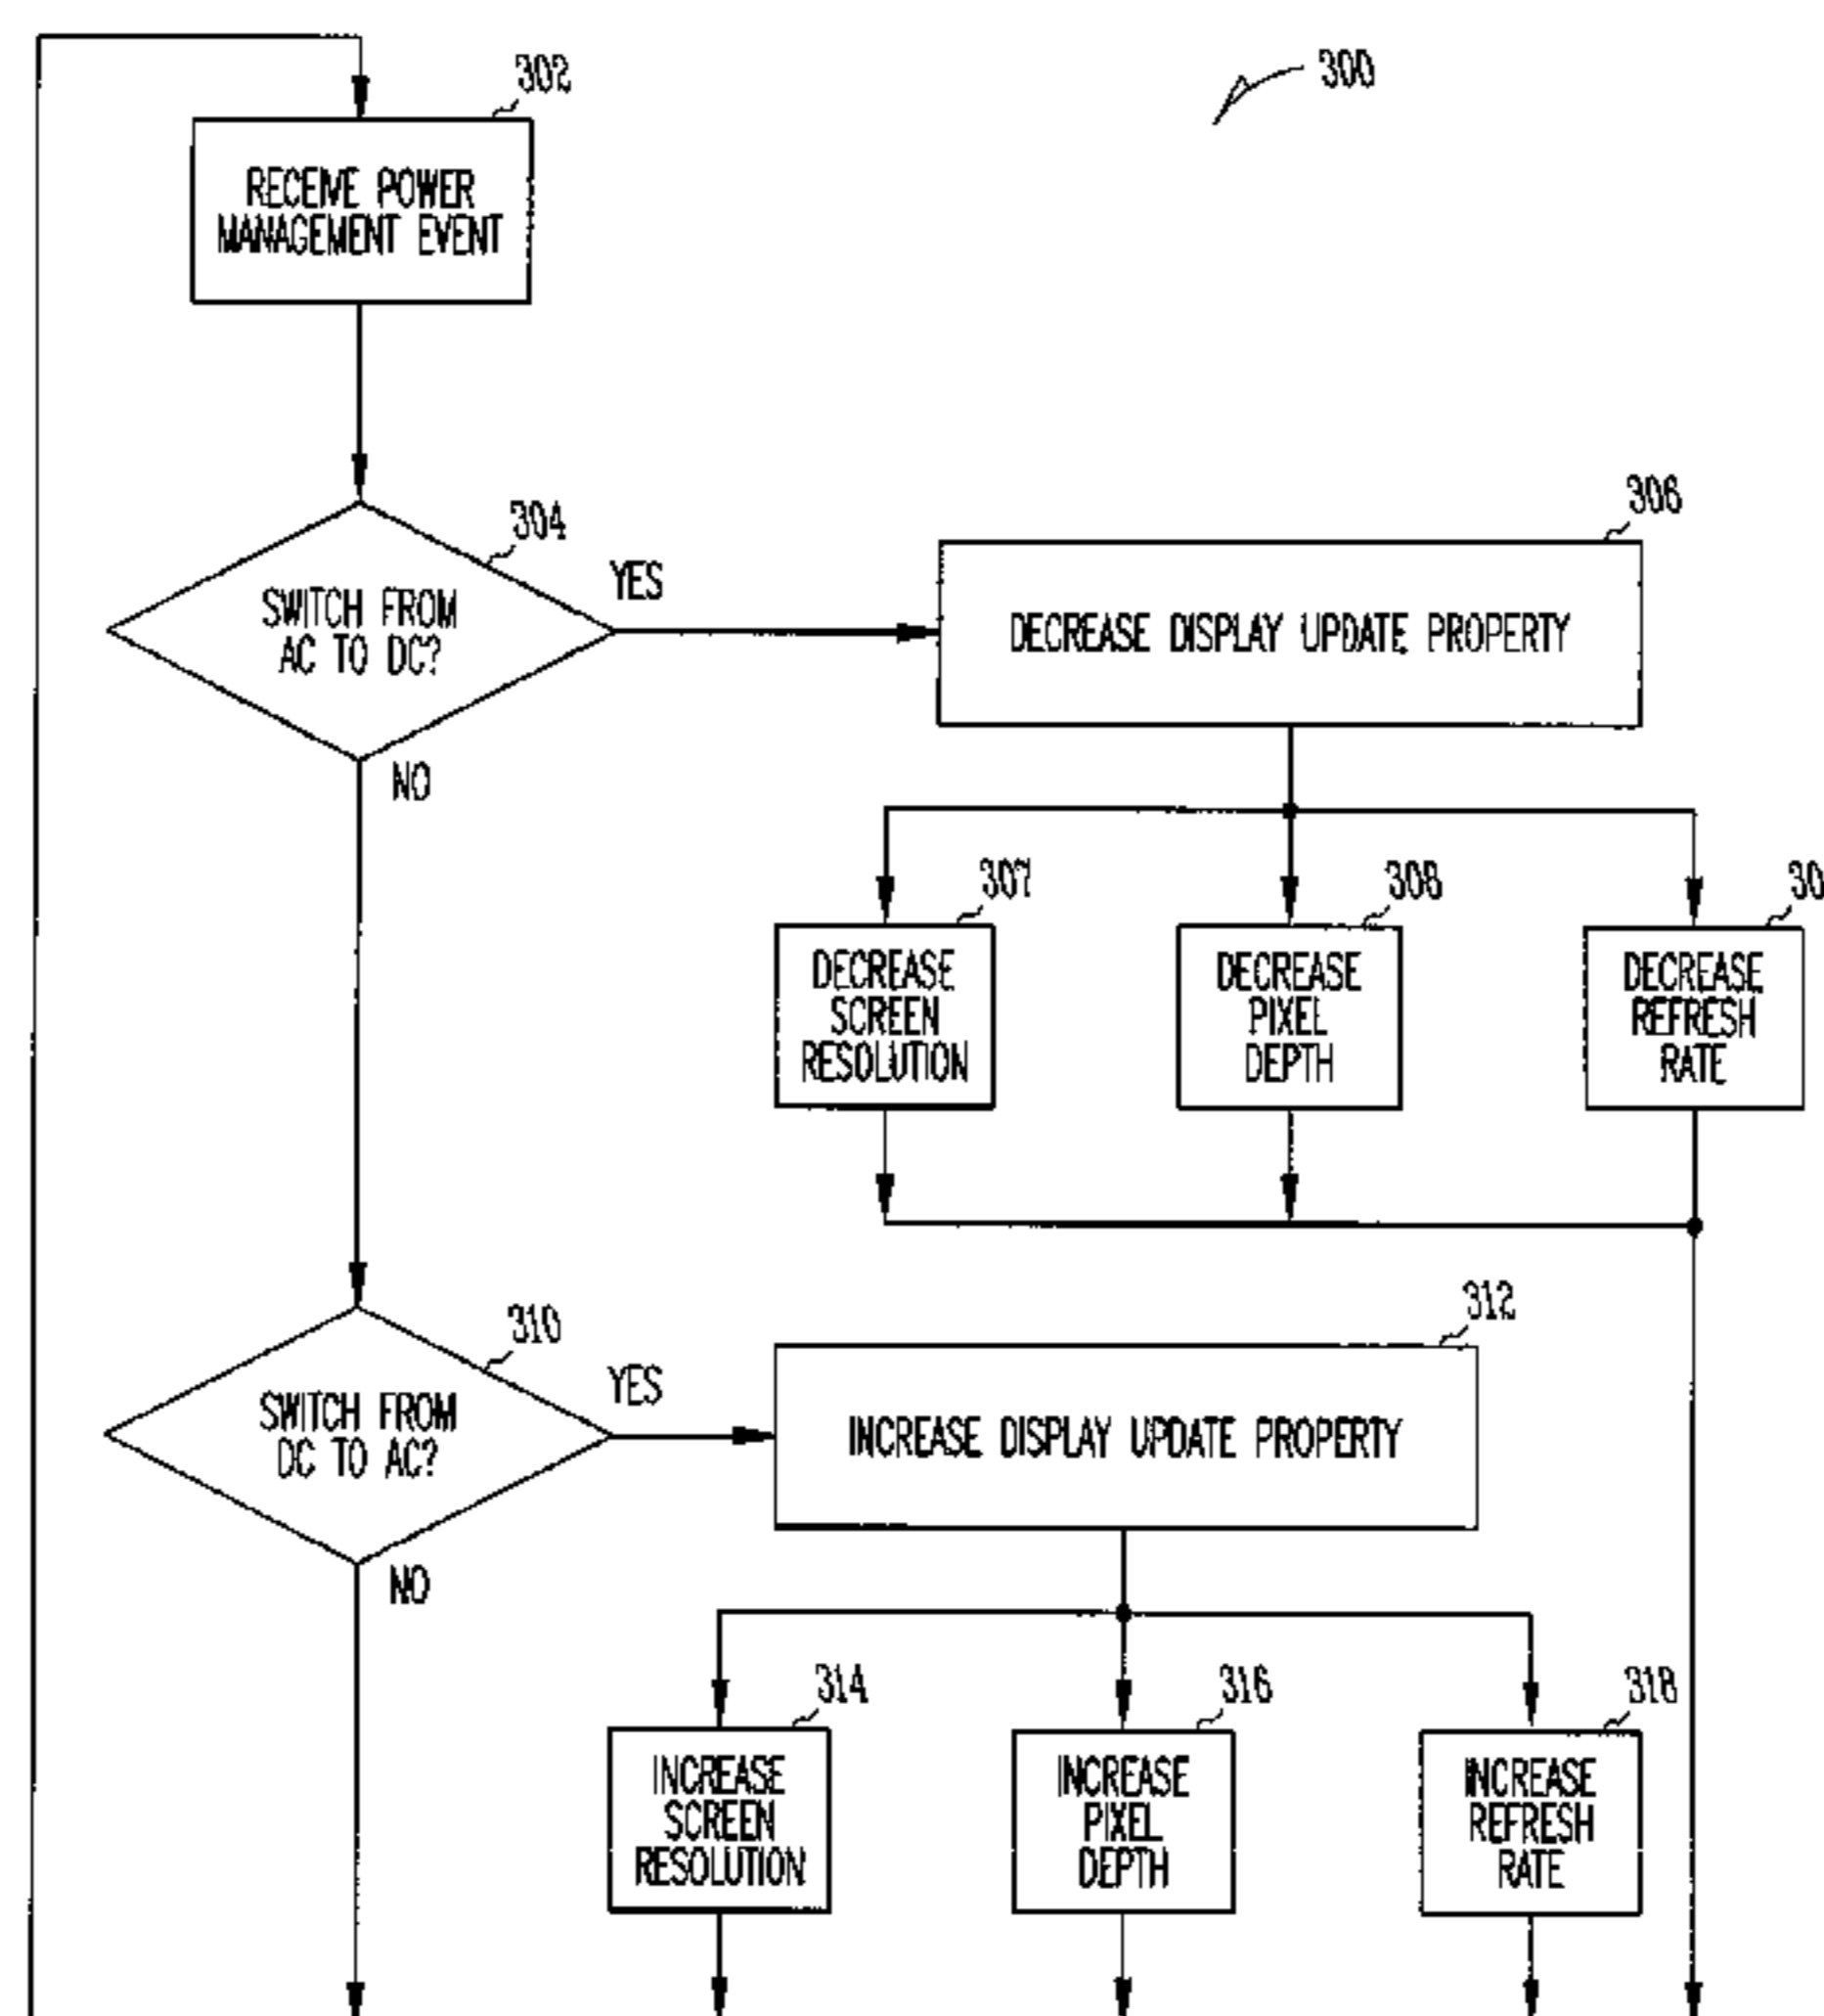 300
302
RECEIVE POWER
MANAGEMENT EVENT
304
SWITCH FROM
AC TO DC?
YES
NO
306
DECREASE DISPLAY UPDATE PROPERTY
307
DECREASE
SCREEN
RESOLUTION
308
DECREASE
PIXEL
DEPTH
30
DECREASE
REFRESH
RATE
310
SWITCH FROM
DC TO AC?
YES
NO
312
INCREASE DISPLAY UPDATE PROPERTY
314
INCREASE
SCREEN
RESOLUTION
316
INCREASE
PIXEL
DEPTH
318
INCREASE
REFRESH
RATE